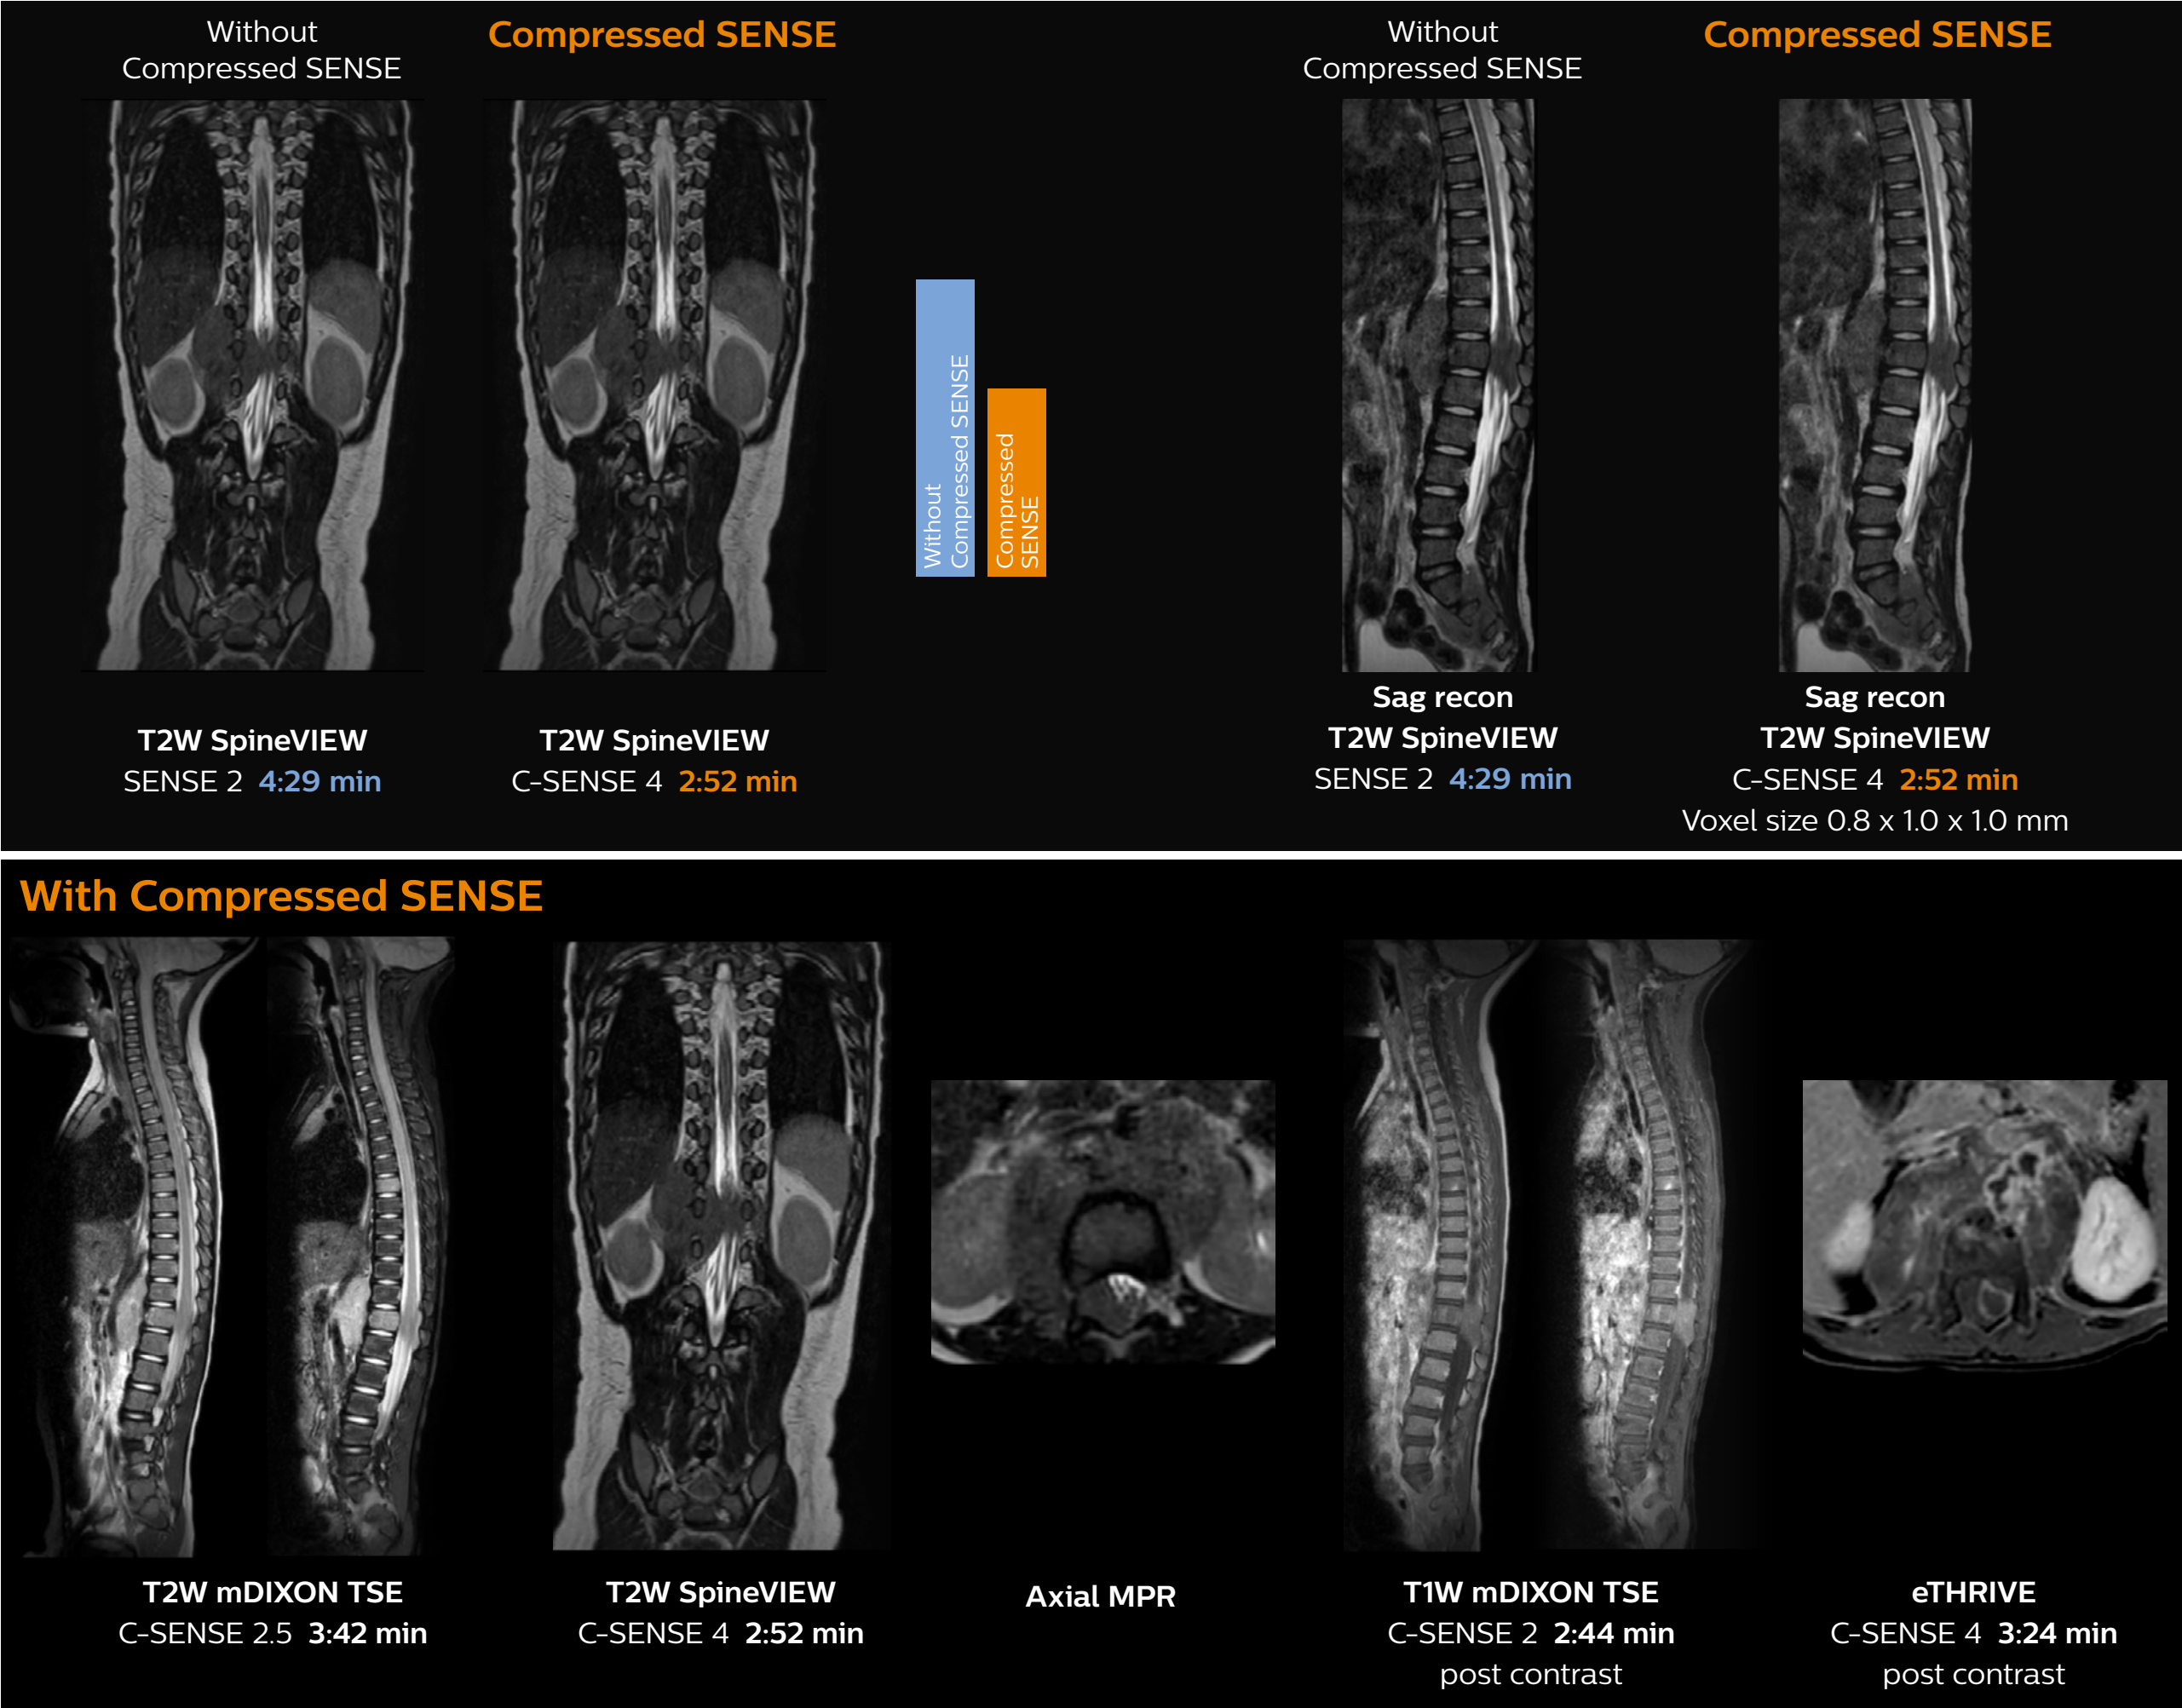 Without
Compressed SENSE
Compressed SENSE
Without
Compressed SENSE
Compressed SENSE
Without
Compressed SENSE
Compressed
SENSE
T2W SpineVIEW
SENSE 2 4:29 min
T2W SpineVIEW
C-SENSE 4 2:52 min
Sag recon
T2W SpineVIEW
SENSE 2 4:29 min
Sag recon
T2W SpineVIEW
C-SENSE 4 2:52 min
Voxel size 0.8 x 1.0 x 1.0 mm
With Compressed SENSE
T2W mDIXON TSE
C-SENSE 2.5 3:42 min
T2W SpineVIEW
C-SENSE 4 2:52 min
Axial MPR
T1W mDIXON TSE
C-SENSE 2 2:44 min
post contrast
eTHRIVE
C-SENSE 4 3:24 min
post contrast